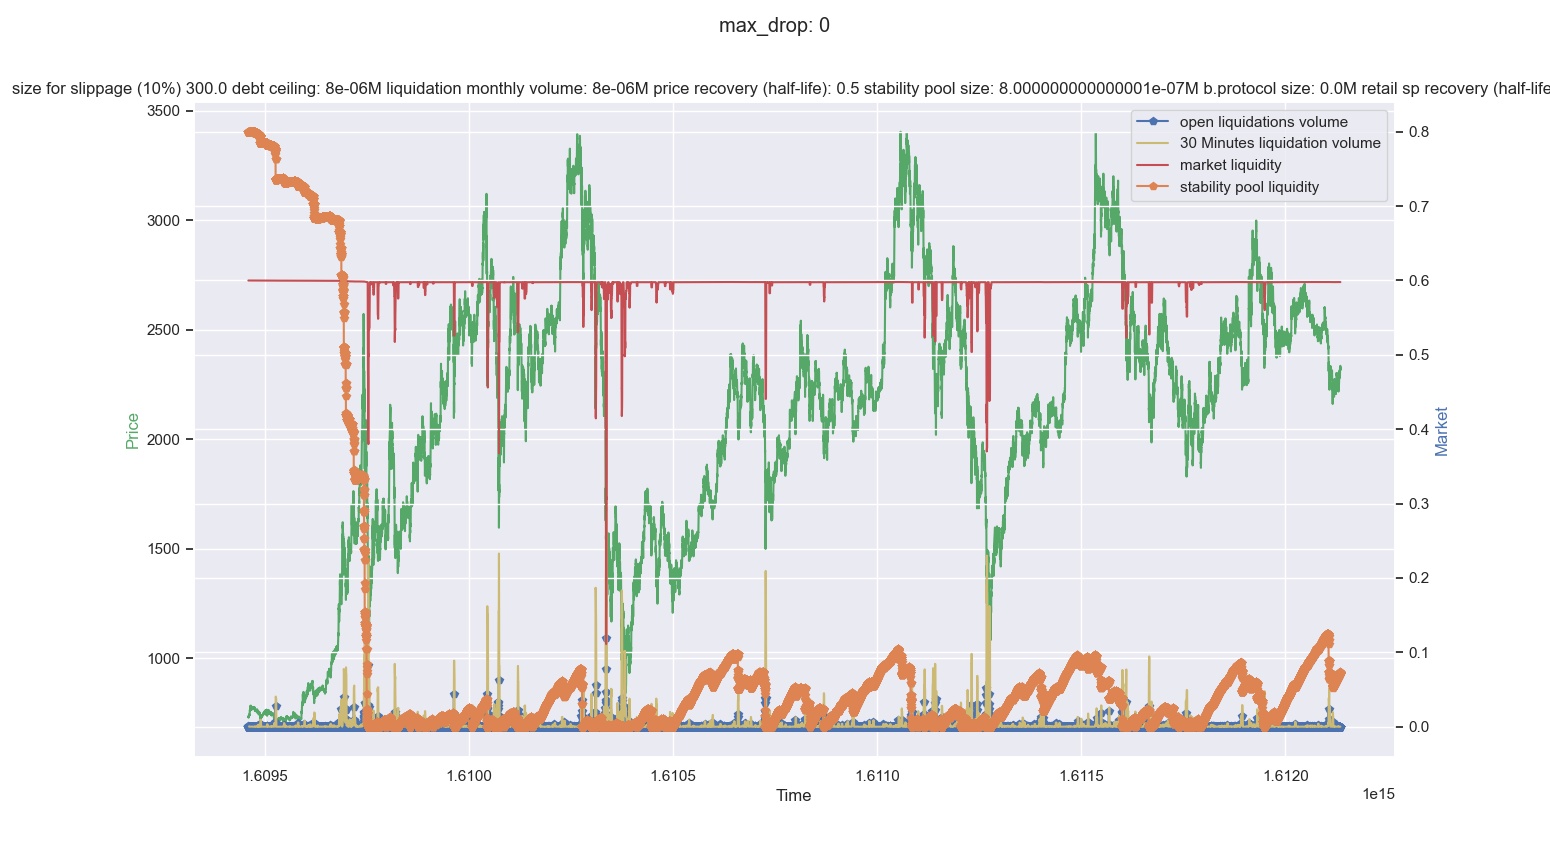 max_drop: 0
size for slippage (10%) 300.0 debt ceiling: 8e-06M liquidation monthly volume: 8e-06M price recovery (half-life): 0.5 stability pool size: 8.000000000000001e-07M b.protocol size: 0.0M retail sp recovery (half-life
3500
3000
2500
2000
1500
1000
Price
open liquidations volume
30 Minutes liquidation volume
market liquidity
stability pool liquidity
0.8
0.7
0.6
0.5
0.4
0.3
0.2
0.1
0.0
Market
1.6095
1.6100
1.6105
1.6110
1.6115
1.6120
Time
1e15